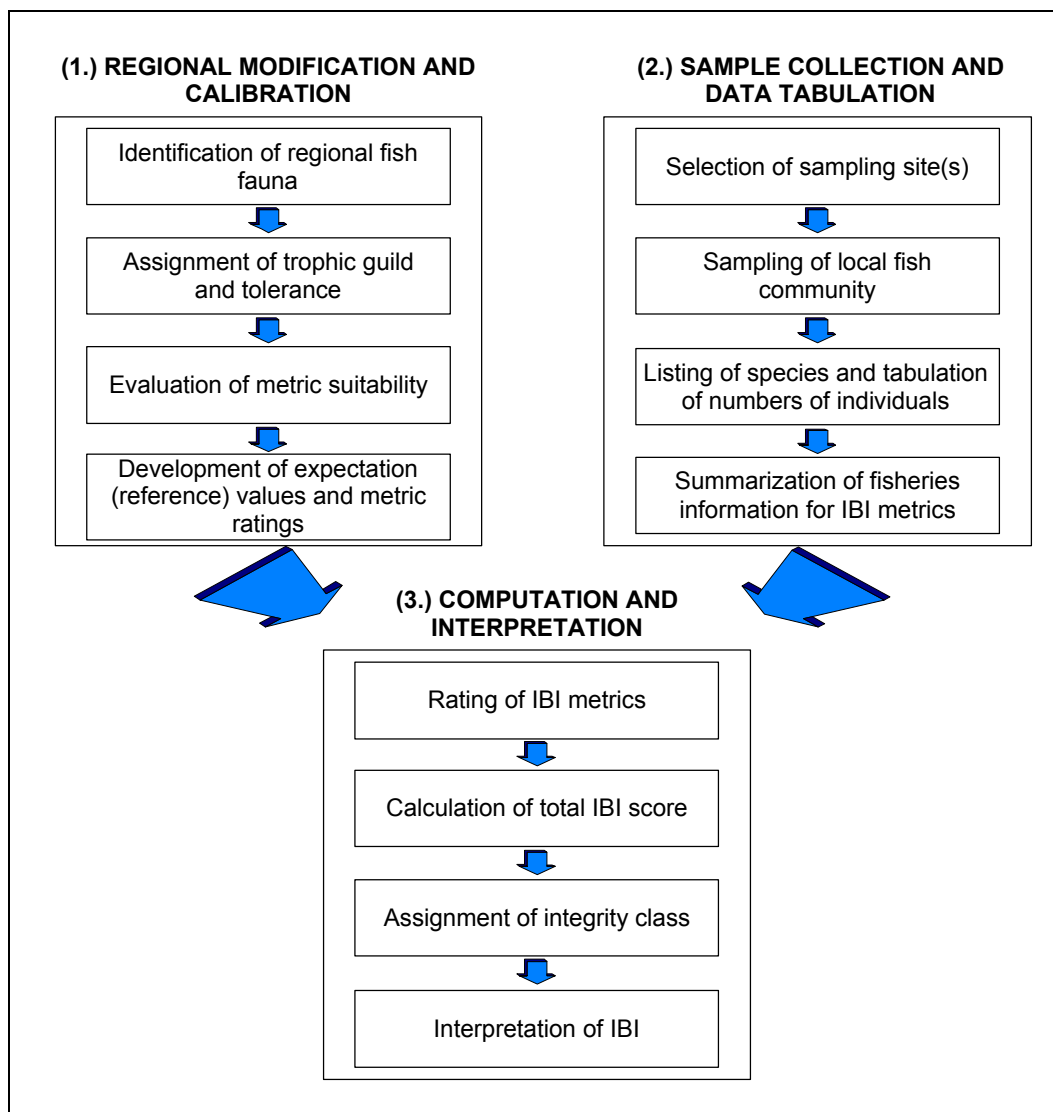 (1.) REGIONAL MODIFICATION AND
CALIBRATION
Identification of regional fish
fauna
Assignment of trophic guild
and tolerance
Evaluation of metric suitability
Development of expectation
(reference) values and metric
ratings
(2.) SAMPLE COLLECTION AND
DATA TABULATION
Selection of sampling site(s)
Sampling of local fish
community
Listing of species and tabulation
of numbers of individuals
Summarization of fisheries
information for IBI metrics
(3.) COMPUTATION AND
INTERPRETATION
Rating of IBI metrics
Calculation of total IBI score
Assignment of integrity class
Interpretation of IBI